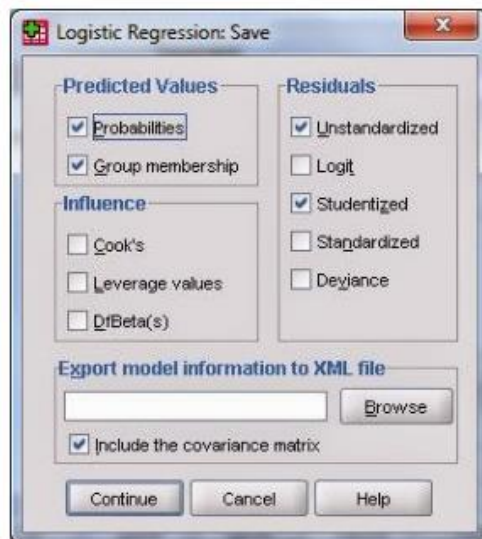 Logistic Regression: Save
Predicted Values
Probabilities
Group membership
Influence
Cook's
Leverage values
DfBeta(s)
Residuals
Unstandardized
Logit
Studentized
Standardized
Deviance
Export model information to XML file
Browse
Include the covariance matrix
Continue
Cancel
Help